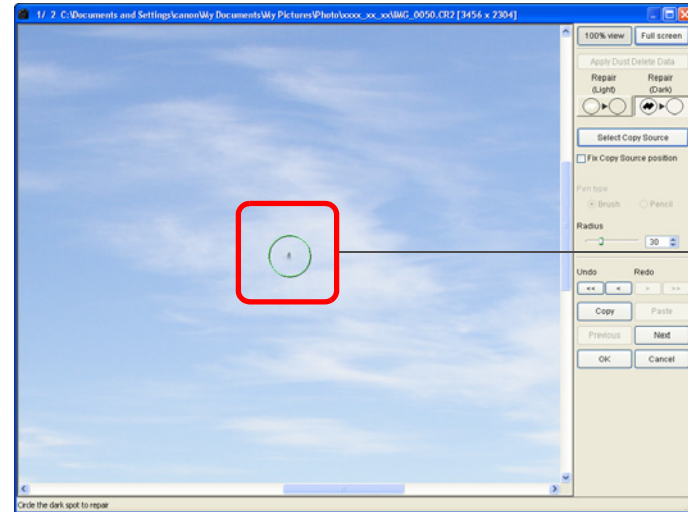 1/ 2 C:\Documents and Settings\canon\My Documents\My Pictures\Photo\xxxx_xx_xx\IMG_0050.CR2 [3456 x 2304]
100% view Full screen
Apply Dust Delete Data
Repair (Light) Repair (Dark)
Select Copy Source
Fix Copy Source position
Pen type
Brush Pencil
Radius
30
Undo Redo
<< < > >>
Copy Paste
Previous Next
OK Cancel
Circle the dark spot to repair